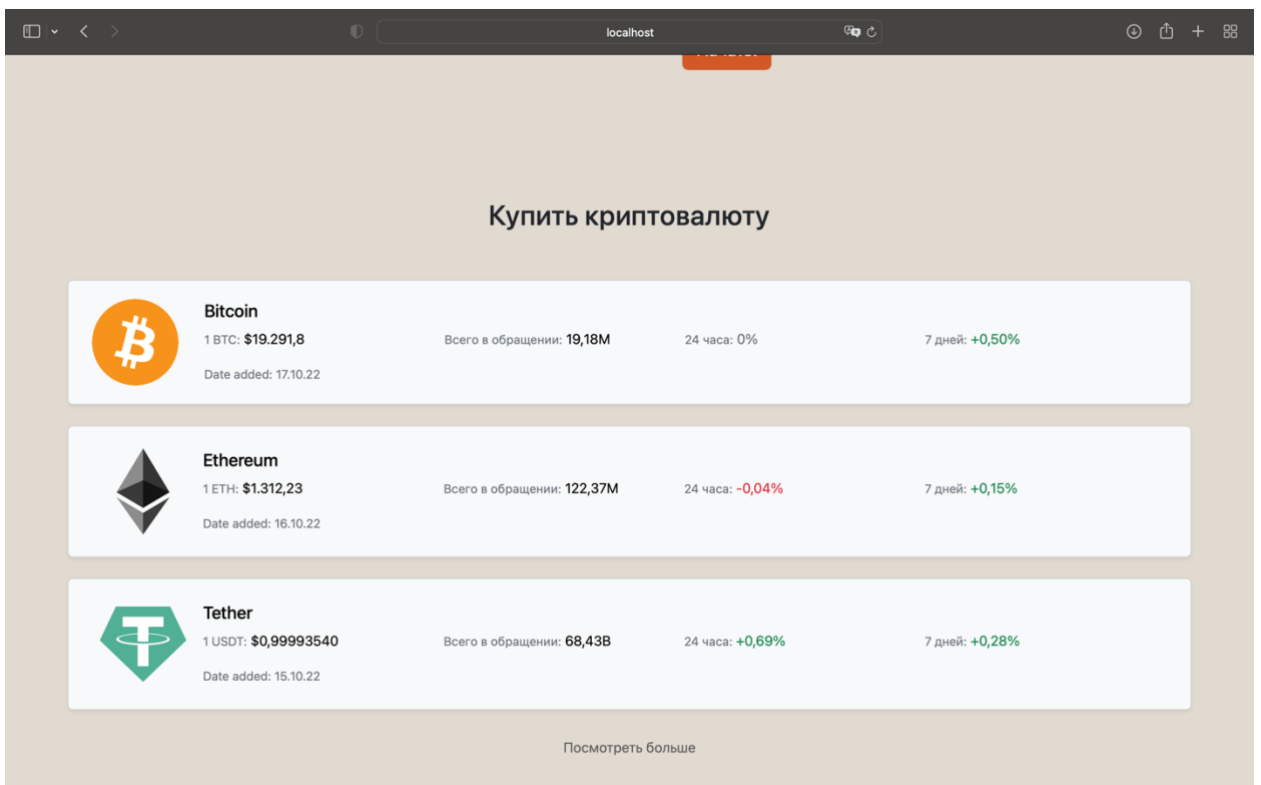 localhost
Купить криптовалюту
Bitcoin
1 BTC: $19.291,8 Всего в обращении: 19,18M 24 часа: 0% 7 дней: +0,50%
Date added: 17.10.22
Ethereum
1 ETH: $1.312,23 Всего в обращении: 122,37M 24 часа: -0,04% 7 дней: +0,15%
Date added: 16.10.22
Tether
1 USDT: $0,99993540 Всего в обращении: 68,43B 24 часа: +0,69% 7 дней: +0,28%
Date added: 15.10.22
Посмотреть больше